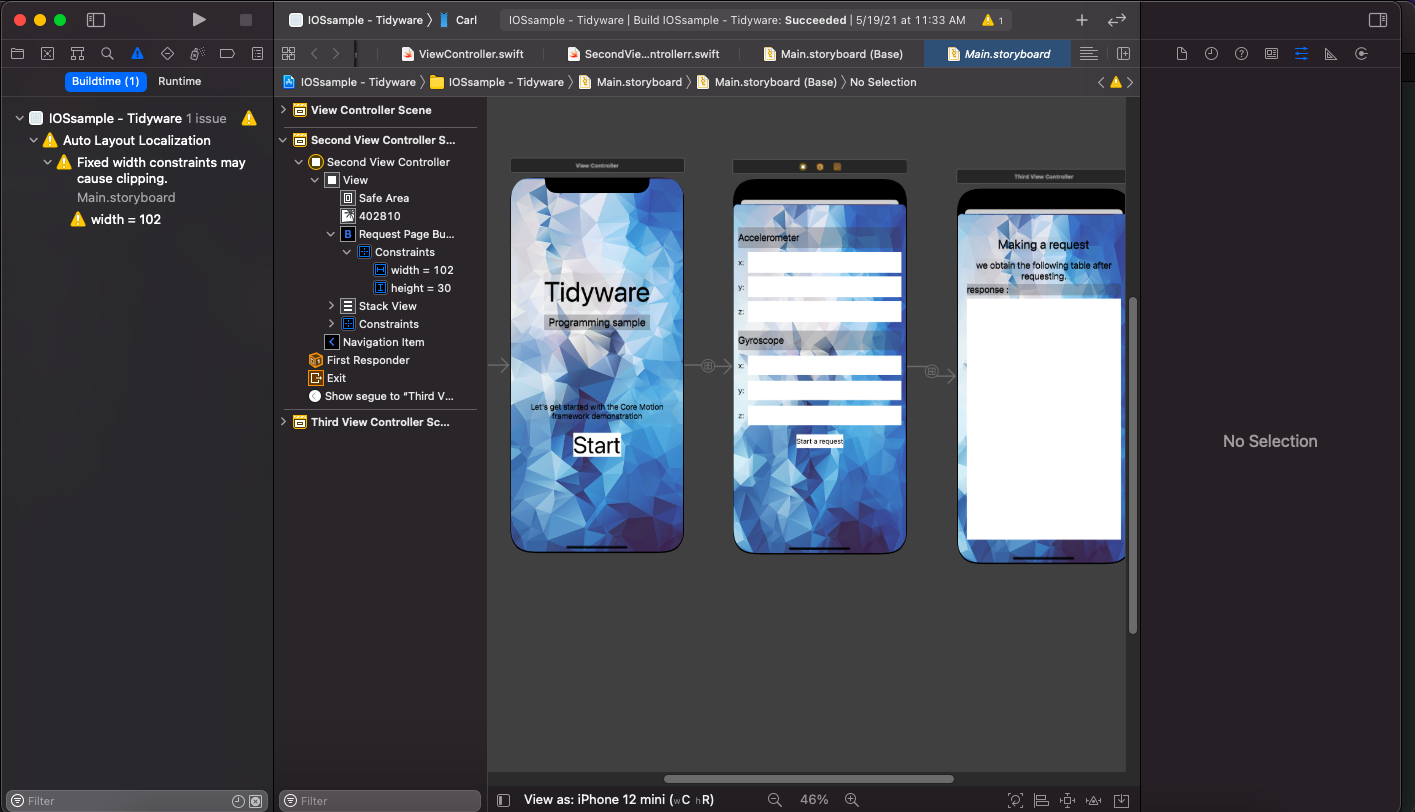 IOSsample - Tidyware
Carl
IOSsample - Tidyware | Build IOSsample - Tidyware: Succeeded | 5/19/21 at 11:33 AM
1
ViewController.swift
SecondVie...ntrollerr.swift
Main.storyboard (Base)
Main.storyboard
Buildtime (1)
Runtime
IOSsample - Tidyware
IOSsample - Tidyware
Main.storyboard
Main.storyboard (Base)
No Selection
IOSsample - Tidyware 1 issue
Auto Layout Localization
Fixed width constraints may
cause clipping.
Main.storyboard
width = 102
Filter
View Controller Scene
Second View Controller S...
Second View Controller
View
Safe Area
402810
Request Page Bu...
B
Constraints
width = 102
height = 30
Stack View
Constraints
Navigation Item
First Responder
Exit
Show segue to "Third V...
Third View Controller Sc...
Filter
View Controller
Tidyware
Programming sample
Let's get started with the Core Motion
framework demonstration
Start
Accelerometer
x:
y:
z:
Gyroscope
x:
y:
z:
Start a request
Third View Controller
Making a request
we obtain the following table after
requesting.
response :
View as: iPhone 12 mini (wC hR)
46%
No Selection